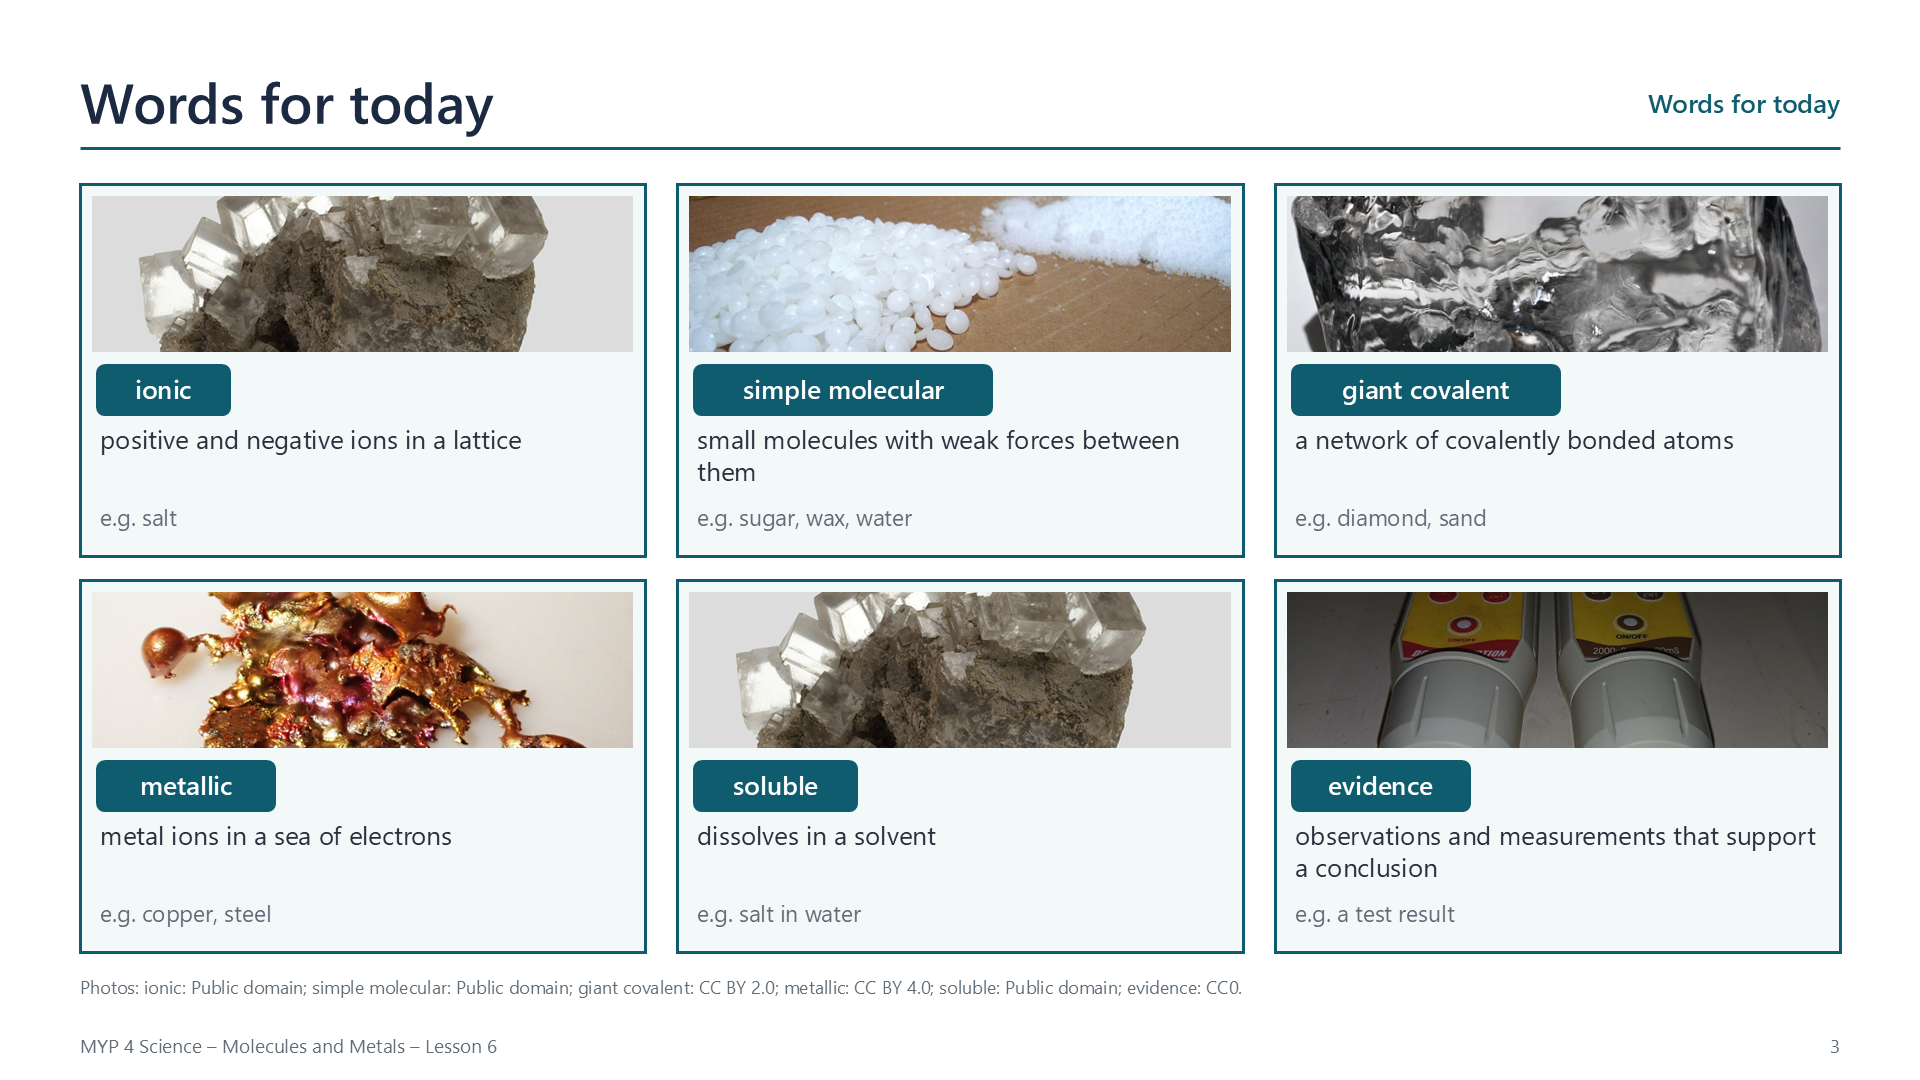 Words for today
Words for today
ionic
positive and negative ions in a lattice
e.g. salt
simple molecular
small molecules with weak forces between
them
e.g. sugar, wax, water
giant covalent
a network of covalently bonded atoms
e.g. diamond, sand
metallic
metal ions in a sea of electrons
e.g. copper, steel
soluble
dissolves in a solvent
e.g. salt in water
ON/OFF
ON/OFF
evidence
observations and measurements that support
a conclusion
e.g. a test result
Photos: ionic: Public domain; simple molecular: Public domain; giant covalent: CC BY 2.0; metallic: CC BY 4.0; soluble: Public domain; evidence: CC0.
MYP 4 Science – Molecules and Metals – Lesson 6
3